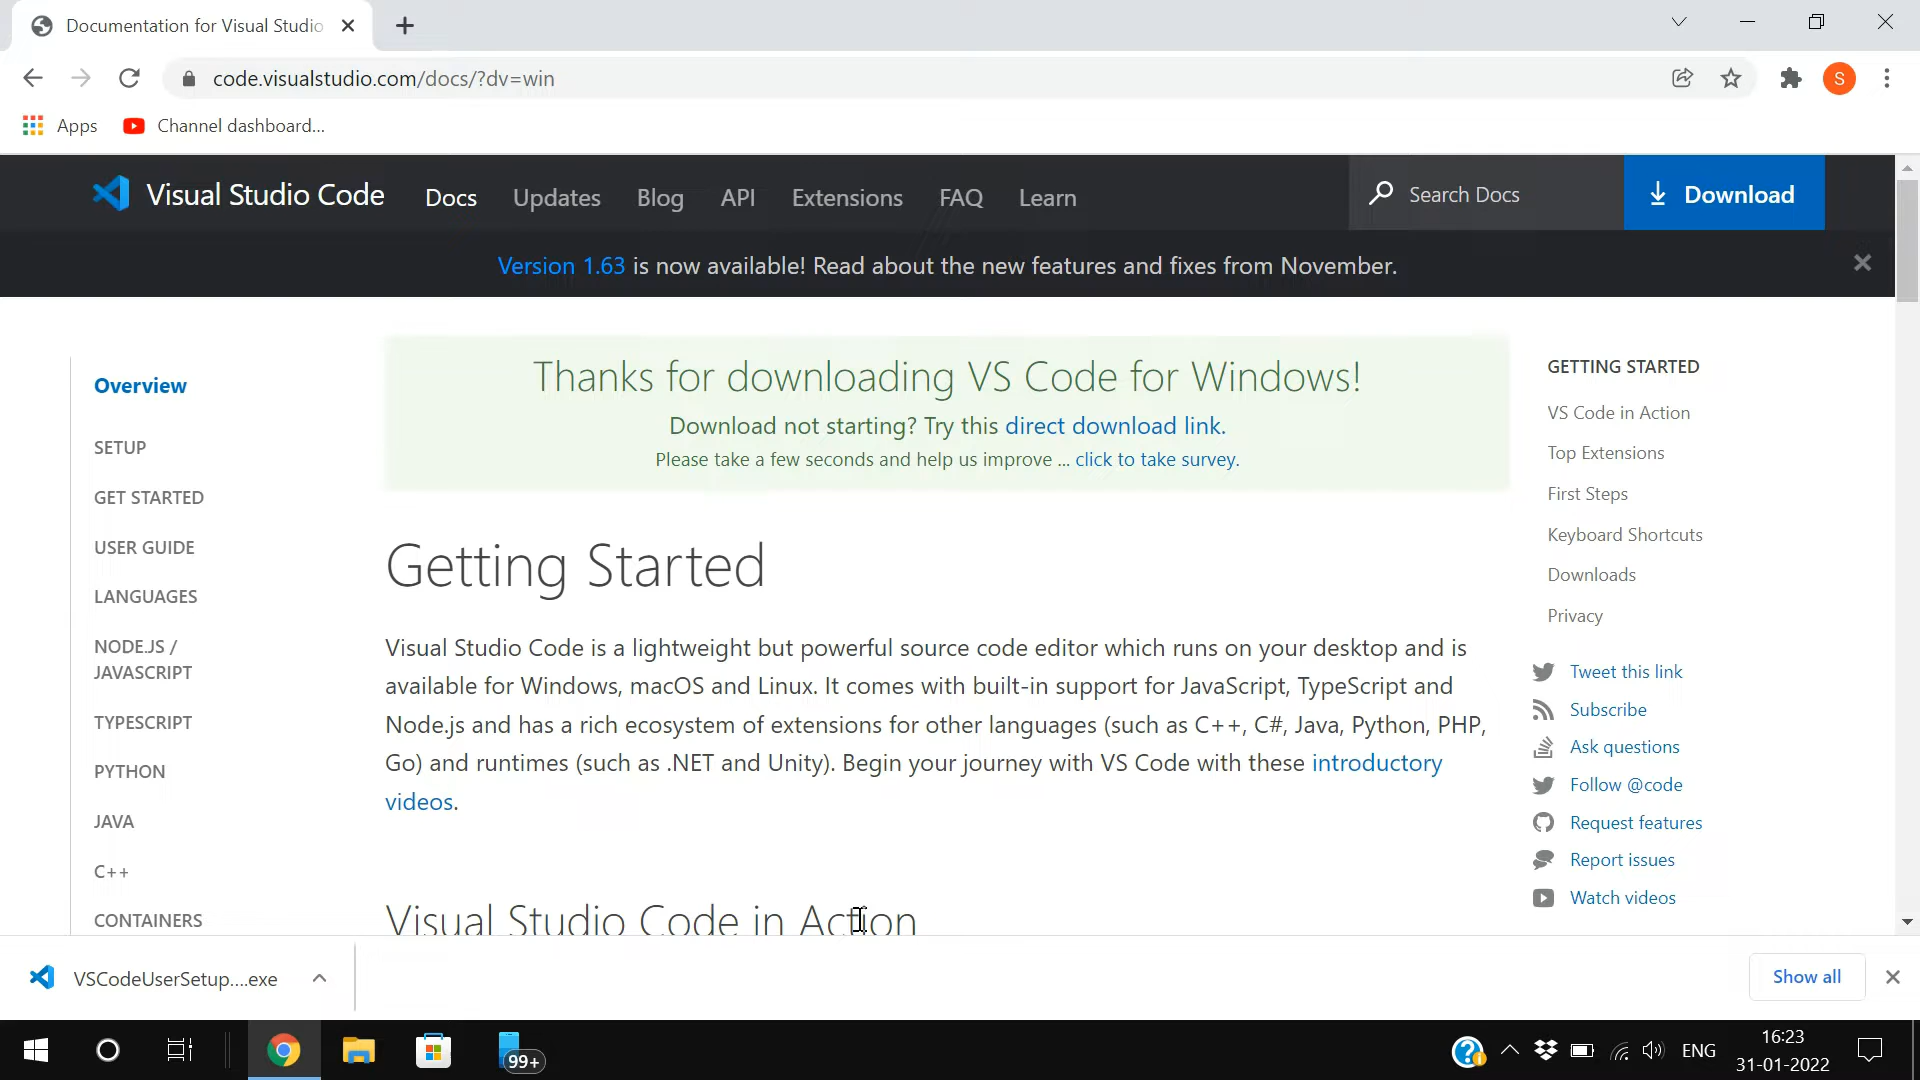 Documentation for Visual Studio
code.visualstudio.com/docs/?dv=win
S
Apps
Channel dashboard...
Visual Studio Code
Docs
Updates
Blog
API
Extensions
FAQ
Learn
Search Docs
Download
Version 1.63 is now available! Read about the new features and fixes from November.
Overview
SETUP
GET STARTED
USER GUIDE
LANGUAGES
NODE.JS /
JAVASCRIPT
TYPESCRIPT
PYTHON
JAVA
C++
CONTAINERS
Thanks for downloading VS Code for Windows!
Download not starting? Try this direct download link.
Please take a few seconds and help us improve ... click to take survey.
Getting Started
Visual Studio Code is a lightweight but powerful source code editor which runs on your desktop and is
available for Windows, macOS and Linux. It comes with built-in support for JavaScript, TypeScript and
Node.js and has a rich ecosystem of extensions for other languages (such as C++, C#, Java, Python, PHP,
Go) and runtimes (such as .NET and Unity). Begin your journey with VS Code with these introductory
videos.
Visual Studio Code in Action
GETTING STARTED
VS Code in Action
Top Extensions
First Steps
Keyboard Shortcuts
Downloads
Privacy
Tweet this link
Subscribe
Ask questions
Follow @code
Request features
Report issues
Watch videos
VSCodeUserSetup....exe
Show all
99+
ENG
16:23
31-01-2022